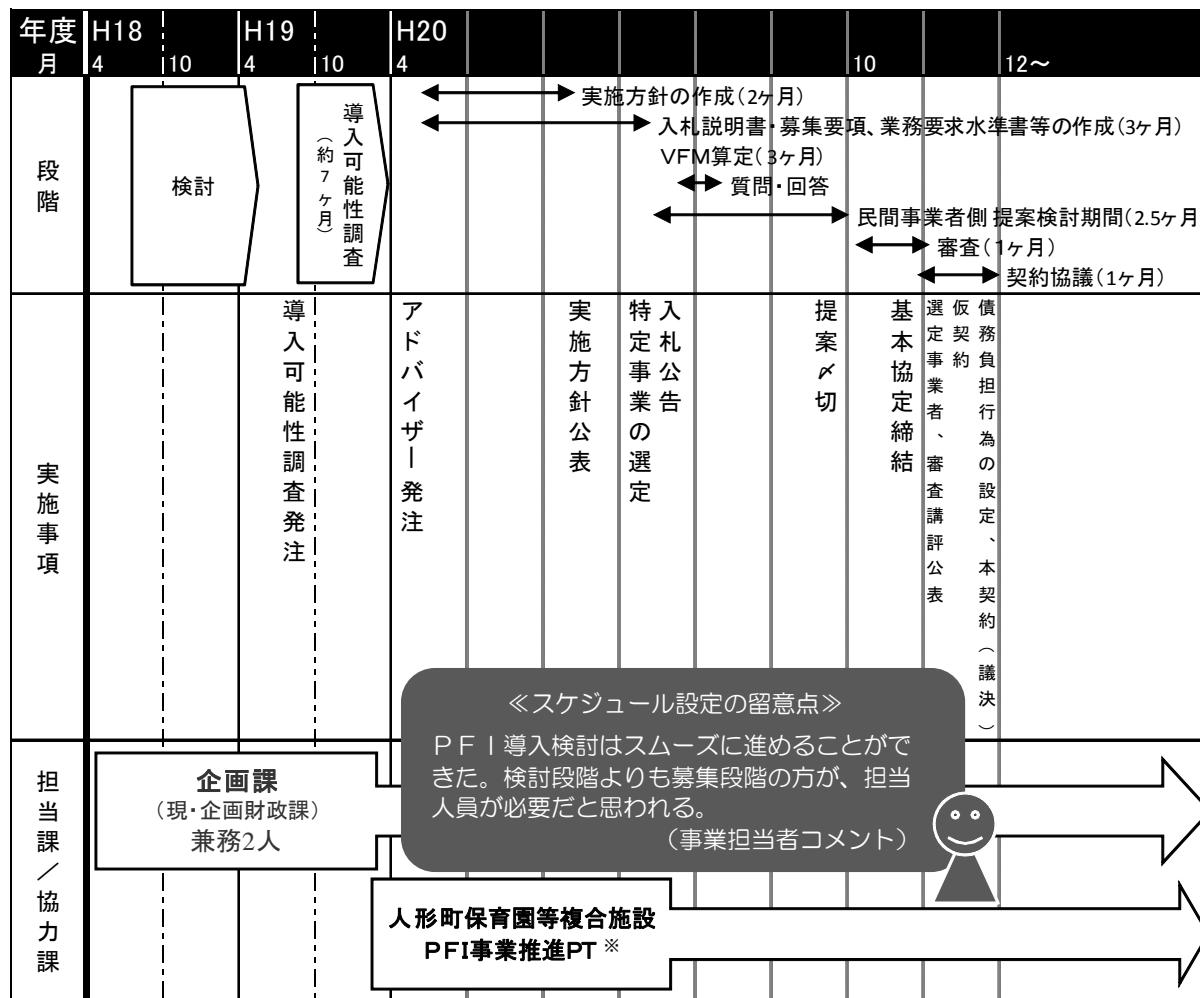 年度 H18 H19 H20
月 4 10 4 10 4 10 12～
段階
検討
導入可能性調査
（約7ヶ月）
実施方針の作成（2ヶ月）
入札説明書・募集要項、業務要求水準書等の作成（3ヶ月）
VFM算定（3ヶ月）
質問・回答
民間事業者側 提案検討期間（2.5ヶ月
審査（1ヶ月）
契約協議（1ヶ月）
実施事項
導入可能性調査発注
アドバイザー発注
実施方針公表
特定事業の選定
入札公告
提案〆切
基本協定締結
選定事業者、審査講評公表
仮契約
債務負担行為の設定、本契約（議決）
≪スケジュール設定の留意点≫
ＰＦＩ導入検討はスムーズに進めることがで
きた。検討段階よりも募集段階の方が、担当
人員が必要だと思われる。
（事業担当者コメント）
担当課／協力課
企画課
（現・企画財政課）
兼務2人
人形町保育園等複合施設
PFI事業推進PT ※